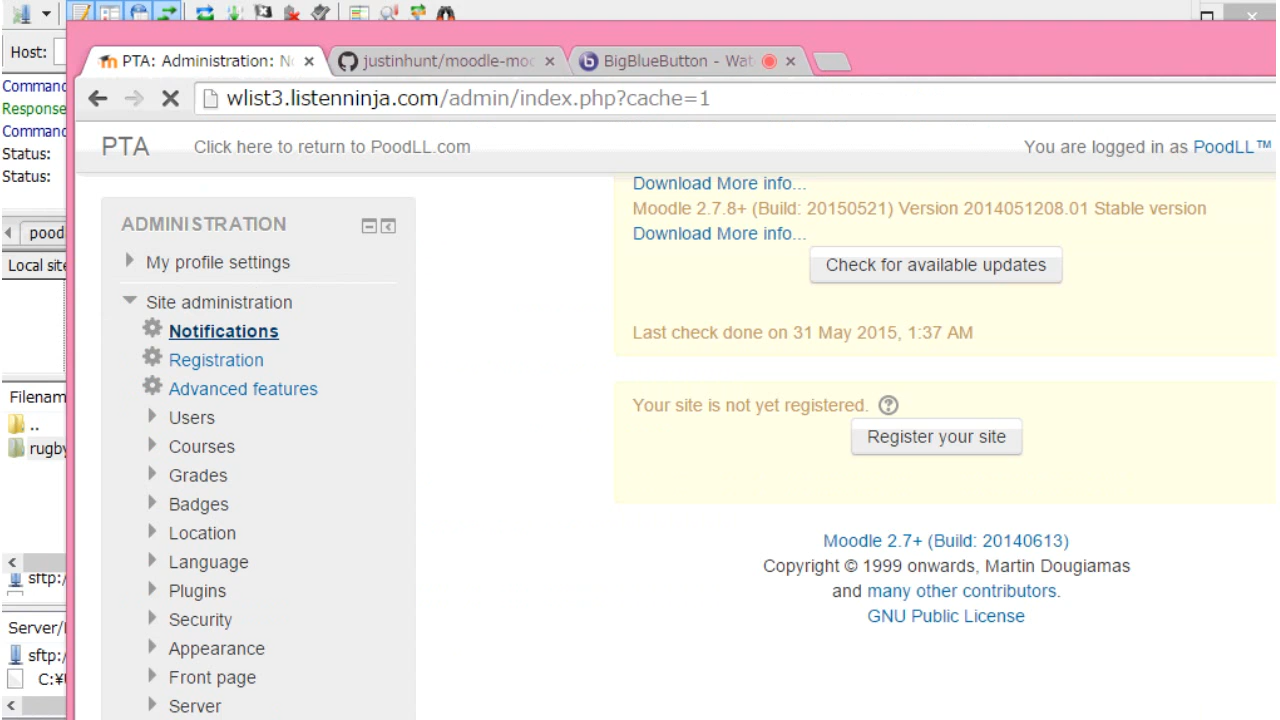 Host:
PTA: Administration: No
justinhunt/moodle-mod
BigBlueButton - Wat
Command
Response
Command
Status:
Status:
wlist3.listenninja.com/admin/index.php?cache=1
PTA
Click here to return to PoodLL.com
You are logged in as PoodLL™
pood
Local site
Filenam
..
rugby
sftp:/
Server/
sftp:/
C:¥
ADMINISTRATION
My profile settings
Site administration
Notifications
Registration
Advanced features
Users
Courses
Grades
Badges
Location
Language
Plugins
Security
Appearance
Front page
Server
Download More info...
Moodle 2.7.8+ (Build: 20150521) Version 2014051208.01 Stable version
Download More info...
Check for available updates
Last check done on 31 May 2015, 1:37 AM
Your site is not yet registered.
Register your site
Moodle 2.7+ (Build: 20140613)
Copyright © 1999 onwards, Martin Dougiamas
and many other contributors.
GNU Public License